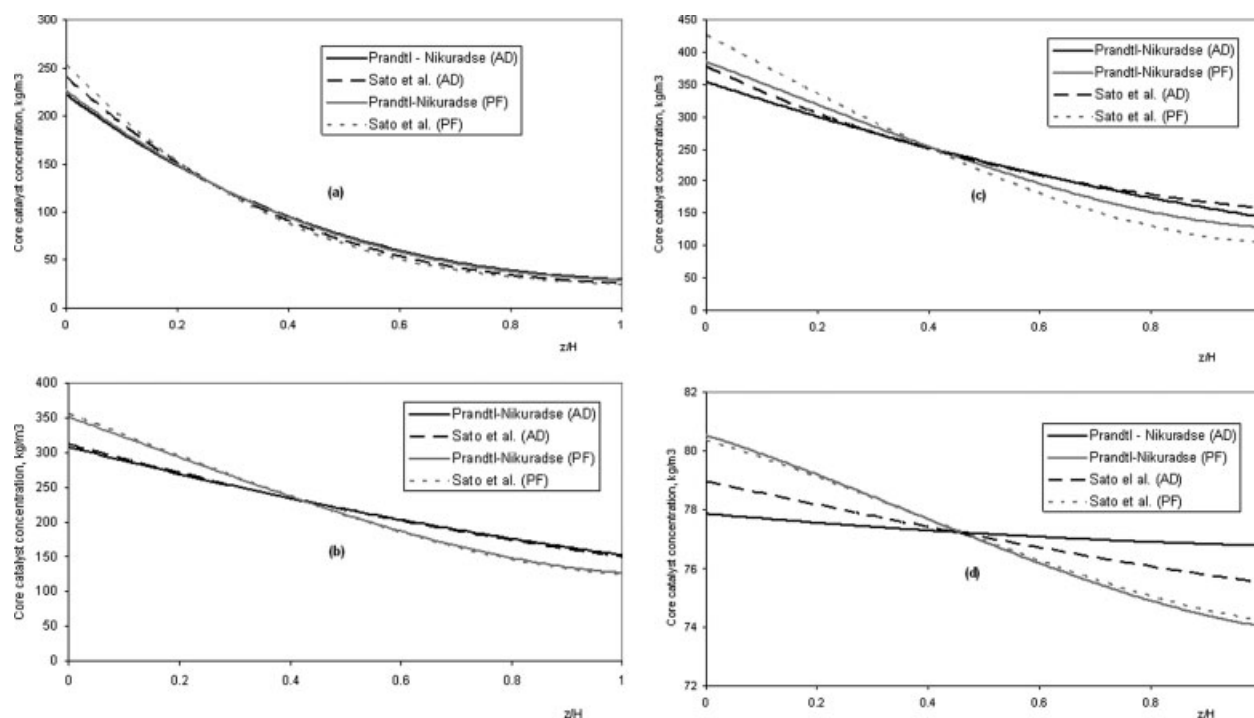 Core catalyst concentration, kg/m3
300
250
200
150
100
50
0
Prandtl - Nikuradse (AD)
Sato et al. (AD)
Prandtl-Nikuradse (PF)
Sato et al. (PF)
(a)
0 0.2 0.4 0.6 0.8 1
z/H
Core catalyst concentration, kg/m3
450
400
350
300
250
200
150
100
50
0
Prandtl-Nikuradse (AD)
Prandtl-Nikuradse (PF)
Sato et al. (AD)
Sato et al. (PF)
(c)
0 0.2 0.4 0.6 0.8
z/H
Core catalyst concentration, kg/m3
400
350
300
250
200
150
100
50
0
Prandtl-Nikuradse (AD)
Sato et al. (AD)
Prandtl-Nikuradse (PF)
Sato et al. (PF)
(b)
0 0.2 0.4 0.6 0.8 1
z/H
Core catalyst concentration, kg/m3
82
80
78
76
74
72
Prandtl - Nikuradse (AD)
Prandtl-Nikuradse (PF)
Sato el al. (AD)
Sato et al. (PF)
(d)
0 0.2 0.4 0.6 0.8
z/H